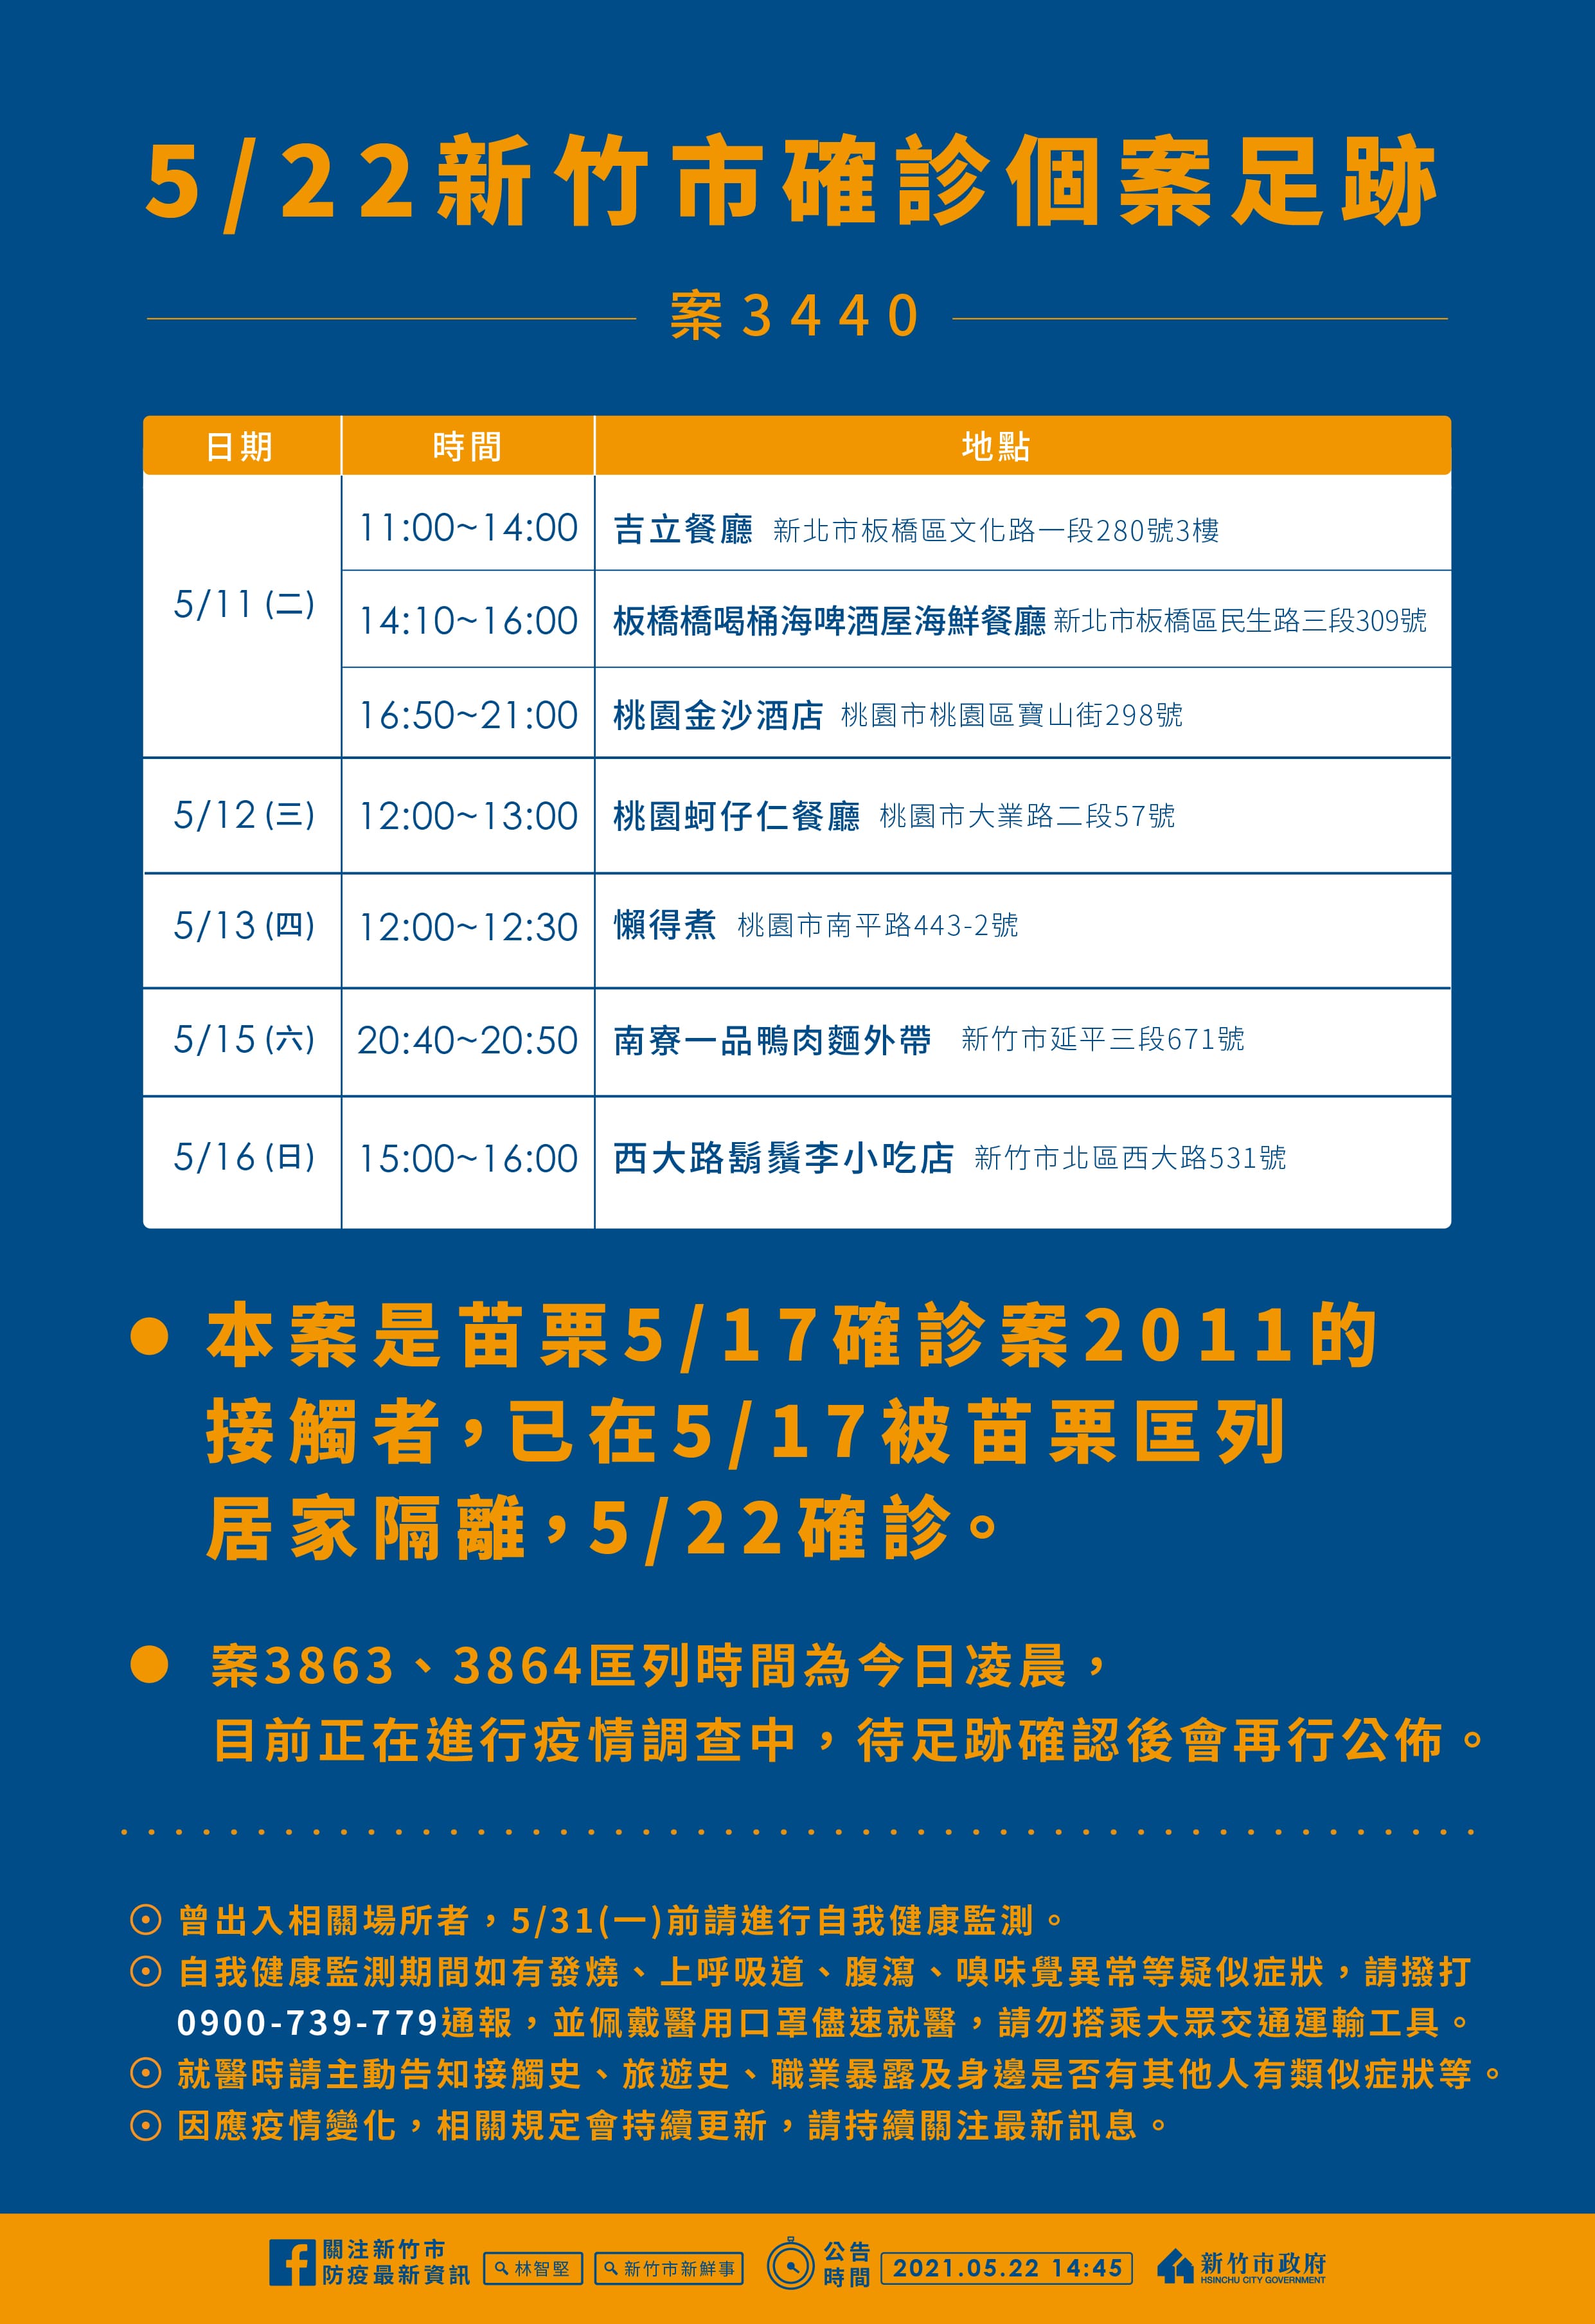 5/22新竹市確診個案足跡
案3440
日期 時間 地點
5/11(二)
11:00~14:00 吉立餐廳 新北市板橋區文化路一段280號3樓
14:10~16:00 板橋橋喝桶海啤酒屋海鮮餐廳 新北市板橋區民生路三段309號
16:50~21:00 桃園金沙酒店 桃園市桃園區寶山街298號
5/12(三) 12:00~13:00 桃園蚵仔仁餐廳 桃園市大業路二段57號
5/13(四) 12:00~12:30 懶得煮 桃園市南平路443-2號
5/15(六) 20:40~20:50 南寮一品鴨肉麵外帶 新竹市延平三段671號
5/16(日) 15:00~16:00 西大路鬍鬚李小吃店 新竹市北區西大路531號
● 本案是苗栗5/17確診案2011的
接觸者，已在5/17被苗栗匡列
居家隔離，5/22確診。
● 案3863、3864匡列時間為今日凌晨，
目前正在進行疫情調查中，待足跡確認後會再行公佈。
⊙ 曾出入相關場所者，5/31(一)前請進行自我健康監測。
⊙ 自我健康監測期間如有發燒、上呼吸道、腹瀉、嗅味覺異常等疑似症狀，請撥打
0900-739-779通報，並佩戴醫用口罩儘速就醫，請勿搭乘大眾交通運輸工具。
⊙ 就醫時請主動告知接觸史、旅遊史、職業暴露及身邊是否有其他人有類似症狀等。
⊙ 因應疫情變化，相關規定會持續更新，請持續關注最新訊息。
關注新竹市
防疫最新資訊
林智堅
新竹市新鮮事
公告
時間
2021.05.22 14:45
新竹市政府
HSINCHU CITY GOVERNMENT